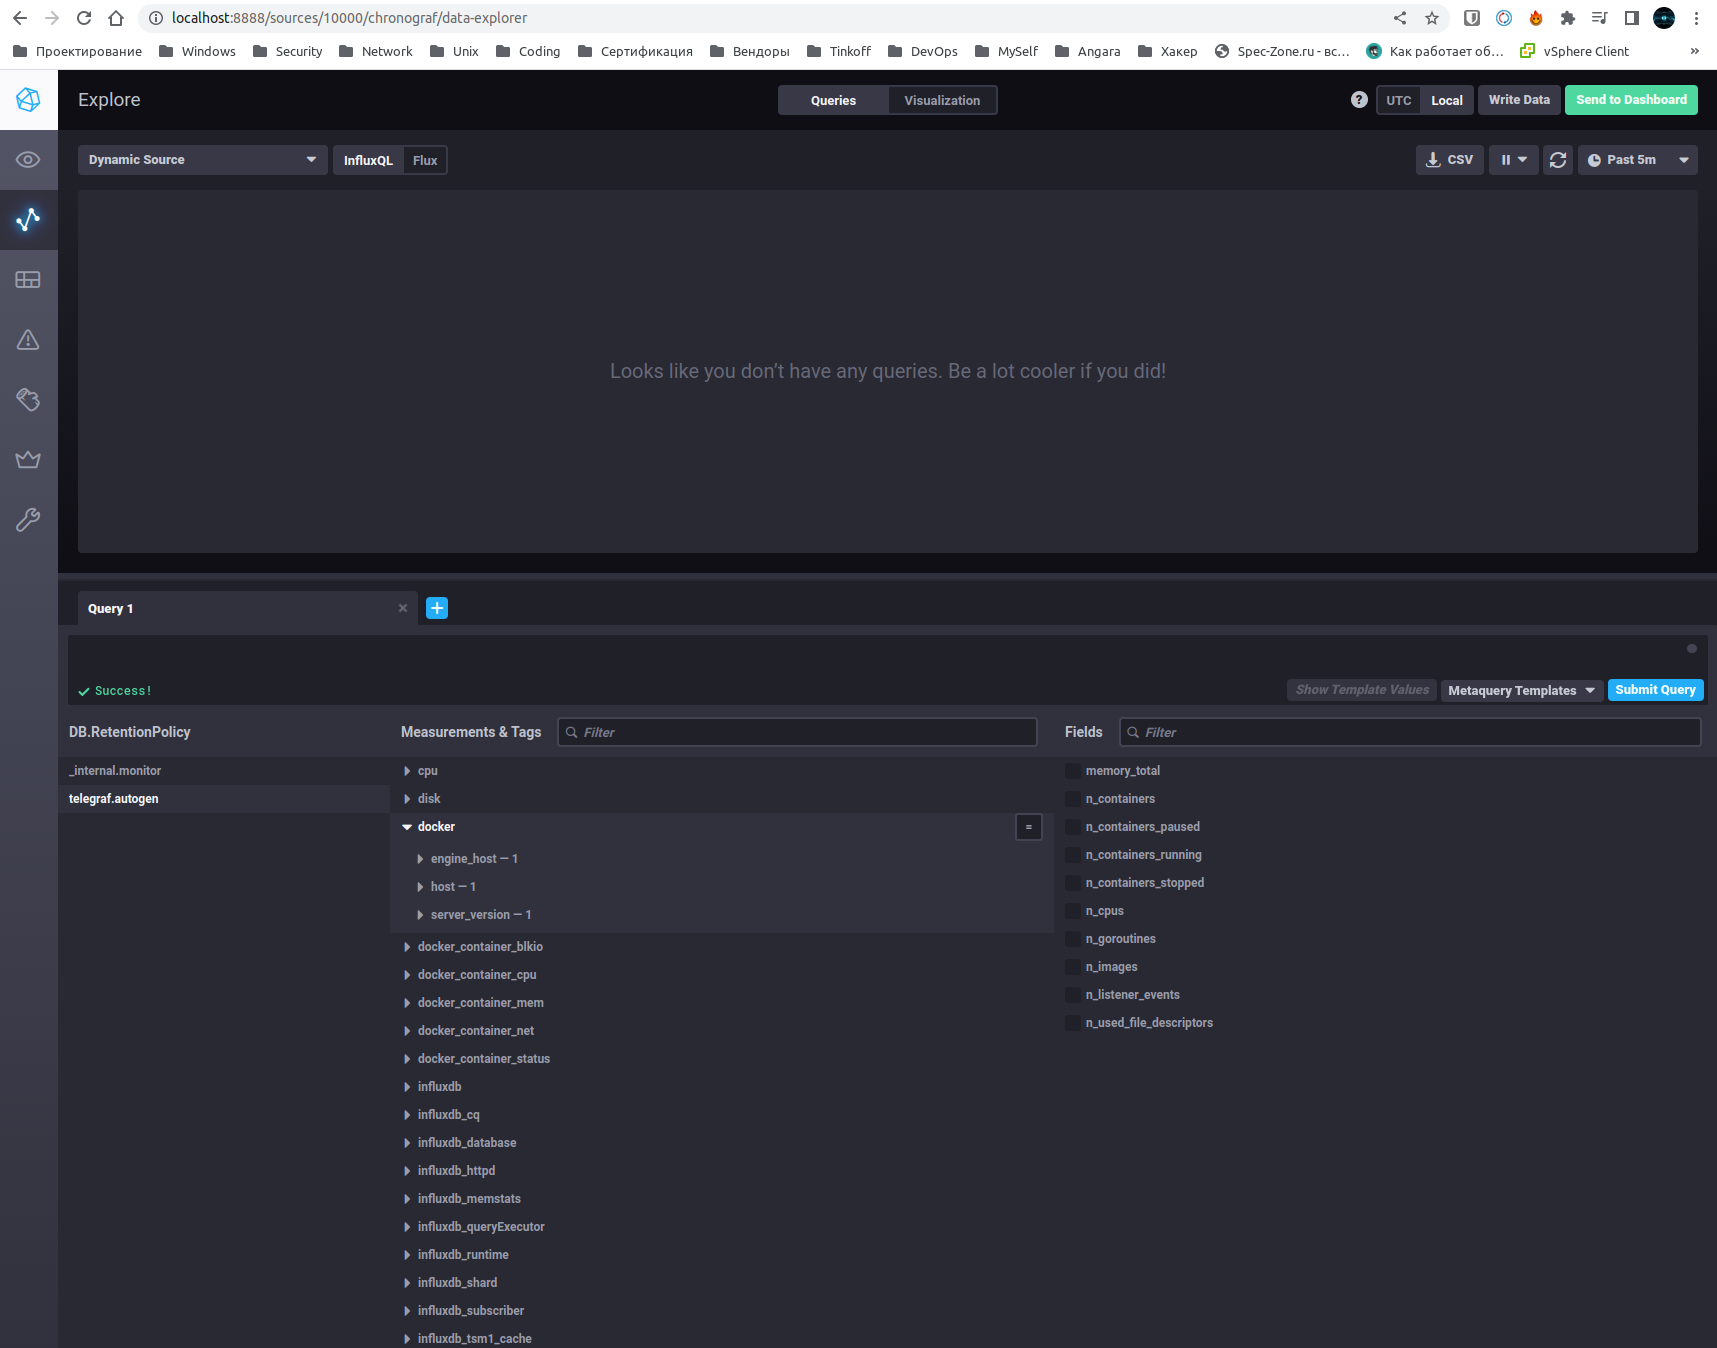 localhost:8888/sources/10000/chronograf/data-explorer
Проектирование Windows Security Network Unix Coding Сертификация Вендоры Tinkoff DevOps MySelf Angara Хакер Spec-Zone.ru - вс... Как работает об... vSphere Client »
Explore Queries Visualization ? UTC Local Write Data Send to Dashboard
Dynamic Source InfluxQL Flux CSV Past 5m
Looks like you don’t have any queries. Be a lot cooler if you did!
Query 1 × +
Success! Show Template Values Metaquery Templates Submit Query
DB.RetentionPolicy Measurements & Tags Filter Fields Filter
_internal.monitor cpu memory_total
telegraf.autogen disk n_containers
docker = n_containers_paused
engine_host — 1 n_containers_running
host — 1 n_containers_stopped
server_version — 1 n_cpus
docker_container_blkio n_goroutines
docker_container_cpu n_images
docker_container_mem n_listener_events
docker_container_net n_used_file_descriptors
docker_container_status
influxdb
influxdb_cq
influxdb_database
influxdb_httpd
influxdb_memstats
influxdb_queryExecutor
influxdb_runtime
influxdb_shard
influxdb_subscriber
influxdb_tsm1_cache